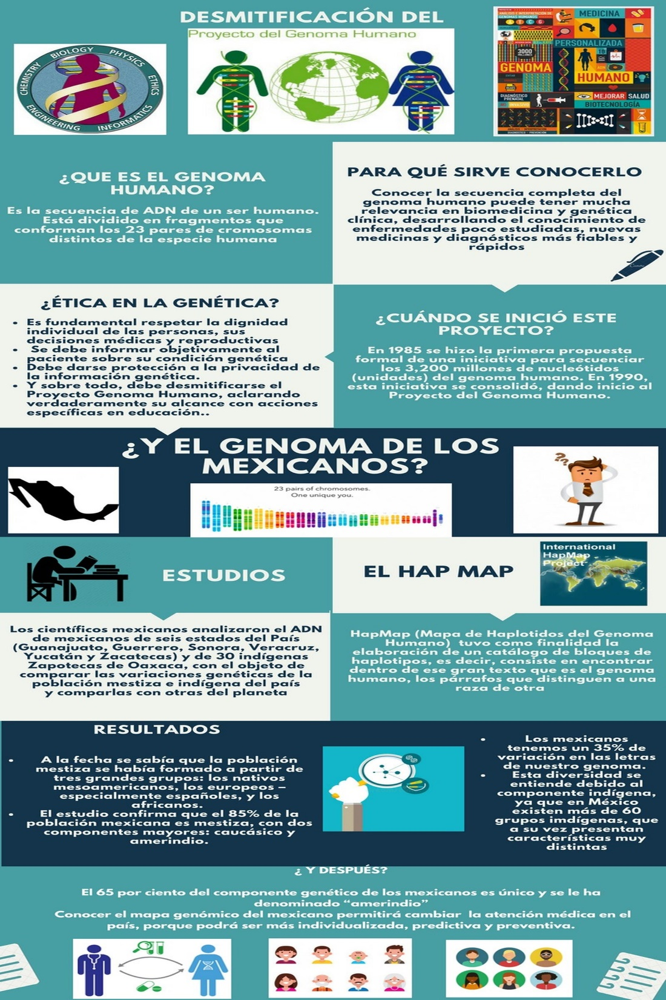 DESMITIFICACIÓN DEL
Proyecto del Genoma Humano
CHEMISTRY BIOLOGY PHYSICS ETHICS
ENGINEERING INFORMATICS
MEDICINA
PERSONALIZADA
3000
MILLONES
GENOMA
HUMANO
DIAGNÓSTICO
PRENATAL
NO INVASIVO
MEJORAR SALUD
BIOTECNOLOGÍA
¿QUE ES EL GENOMA
HUMANO?
Es la secuencia de ADN de un ser humano.
Está dividido en fragmentos que
conforman los 23 pares de cromosomas
distintos de la especie humana
PARA QUÉ SIRVE CONOCERLO
Conocer la secuencia completa del
genoma humano puede tener mucha
relevancia en biomedicina y genética
clínica, desarrollando el conocimiento de
enfermedades poco estudiadas, nuevas
medicinas y diagnósticos más fiables y
rápidos
¿ÉTICA EN LA GENÉTICA?
• Es fundamental respetar la dignidad
individual de las personas, sus
decisiones médicas y reproductivas
• Se debe informar objetivamente al
paciente sobre su condición genética
• Debe darse protección a la privacidad de
la información genética.
• Y sobre todo, debe desmitificarse el
Proyecto Genoma Humano, aclarando
verdaderamente su alcance con acciones
específicas en educación..
¿CUÁNDO SE INICIÓ ESTE
PROYECTO?
En 1985 se hizo la primera propuesta
formal de una iniciativa para secuenciar
los 3,200 millones de nucleótidos
(unidades) del genoma humano. En 1990,
esta iniciativa se consolidó, dando inicio al
Proyecto del Genoma Humano.
¿Y EL GENOMA DE LOS
MEXICANOS?
23 pairs of chromosomes.
One unique you.
??
ESTUDIOS
EL HAP MAP
International
HapMap
Project
Los científicos mexicanos analizaron el ADN
de mexicanos de seis estados del País
(Guanajuato, Guerrero, Sonora, Veracruz,
Yucatán y Zacatecas) y de 30 indígenas
Zapotecas de Oaxaca, con el objeto de
comparar las variaciones genéticas de la
población mestiza e indígena del país
y comparlas con otras del planeta
HapMap (Mapa de Haplotidos del Genoma
Humano) tuvo como finalidad la
elaboración de un catálogo de bloques de
haplotipos, es decir, consiste en encontrar
dentro de ese gran texto que es el genoma
humano, los párrafos que distinguen a una
raza de otra
RESULTADOS
• A la fecha se sabía que la población
mestiza se había formado a partir de
tres grandes grupos: los nativos
mesoamericanos, los europeos –
especialmente españoles, y los
africanos.
• El estudio confirma que el 85% de la
población mexicana es mestiza, con dos
componentes mayores: caucásico y
amerindio.
• Los mexicanos
tenemos un 35% de
variación en las letras
de nuestro genoma.
• Esta diversidad se
entiende debido al
componente indígena,
ya que en México
existen más de 60
grupos imdígenas, que
a su vez presentan
características muy
distintas
¿ Y DESPUÉS?
El 65 por ciento del componente genético de los mexicanos es único y se le ha
denominado “amerindio”
Conocer el mapa genómico del mexicano permitirá cambiar la atención médica en el
país, porque podrá ser más individualizada, predictiva y preventiva.